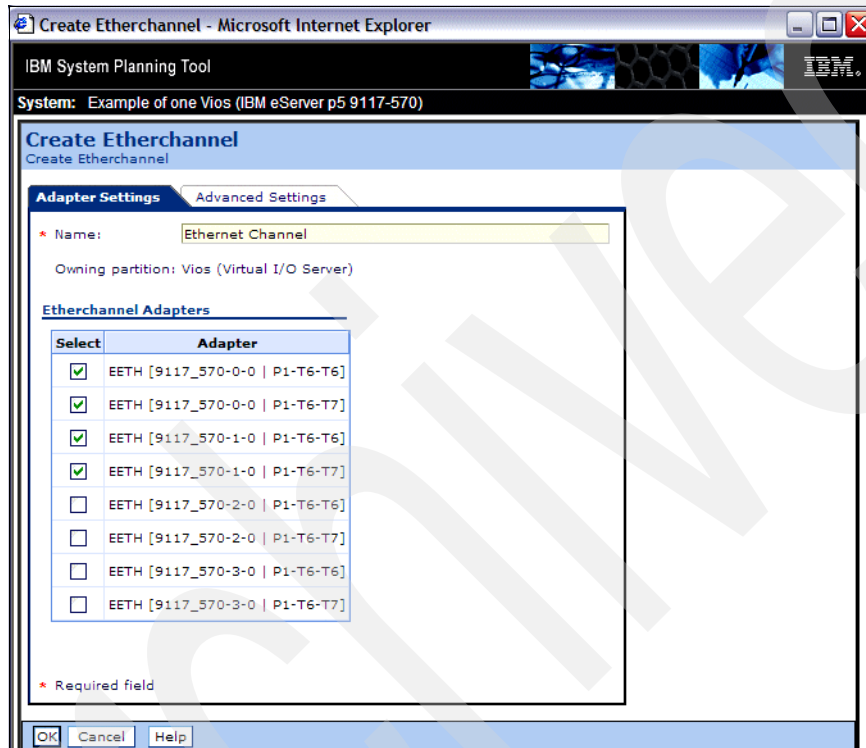 Create Etherchannel - Microsoft Internet Explorer
IBM System Planning Tool
IBM.
System: Example of one Vios (IBM eServer p5 9117-570)
Create Etherchannel
Create Etherchannel
Adapter Settings Advanced Settings
* Name: Ethernet Channel
Owning partition: Vios (Virtual I/O Server)
Etherchannel Adapters
Select Adapter
EETH [9117_570-0-0 | P1-T6-T6]
EETH [9117_570-0-0 | P1-T6-T7]
EETH [9117_570-1-0 | P1-T6-T6]
EETH [9117_570-1-0 | P1-T6-T7]
EETH [9117_570-2-0 | P1-T6-T6]
EETH [9117_570-2-0 | P1-T6-T7]
EETH [9117_570-3-0 | P1-T6-T6]
EETH [9117_570-3-0 | P1-T6-T7]
* Required field
OK Cancel Help